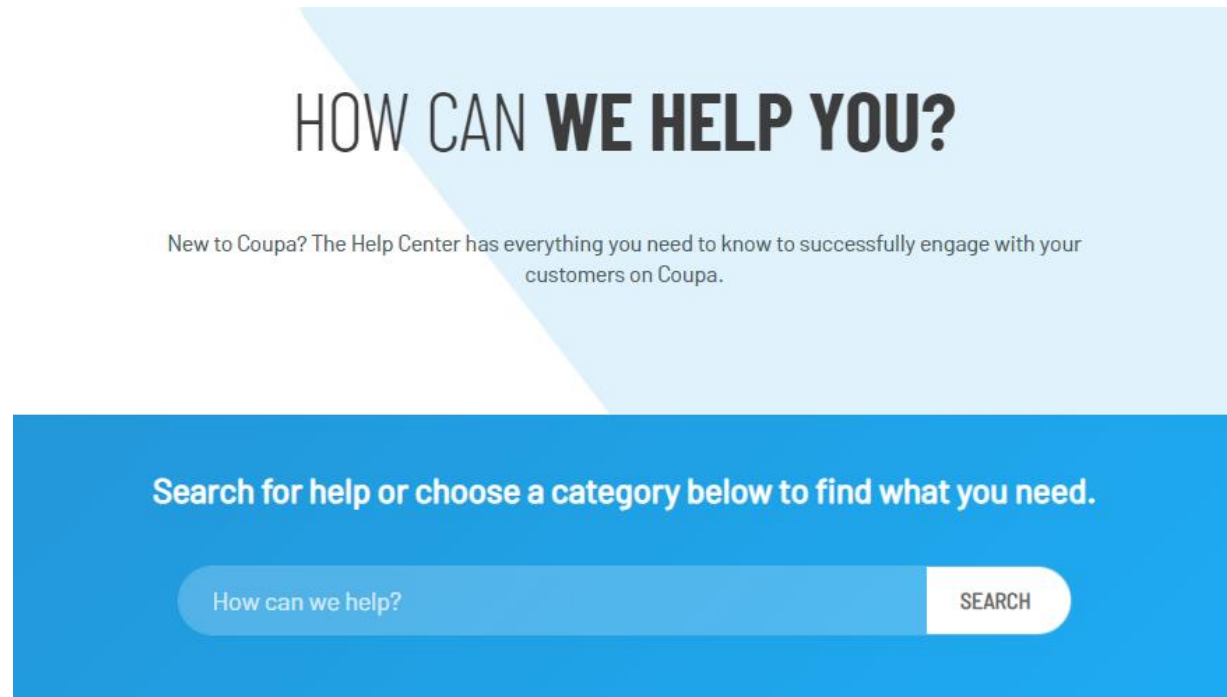 HOW CAN WE HELP YOU?
New to Coupa? The Help Center has everything you need to know to successfully engage with your
customers on Coupa.
Search for help or choose a category below to find what you need.
How can we help?
SEARCH